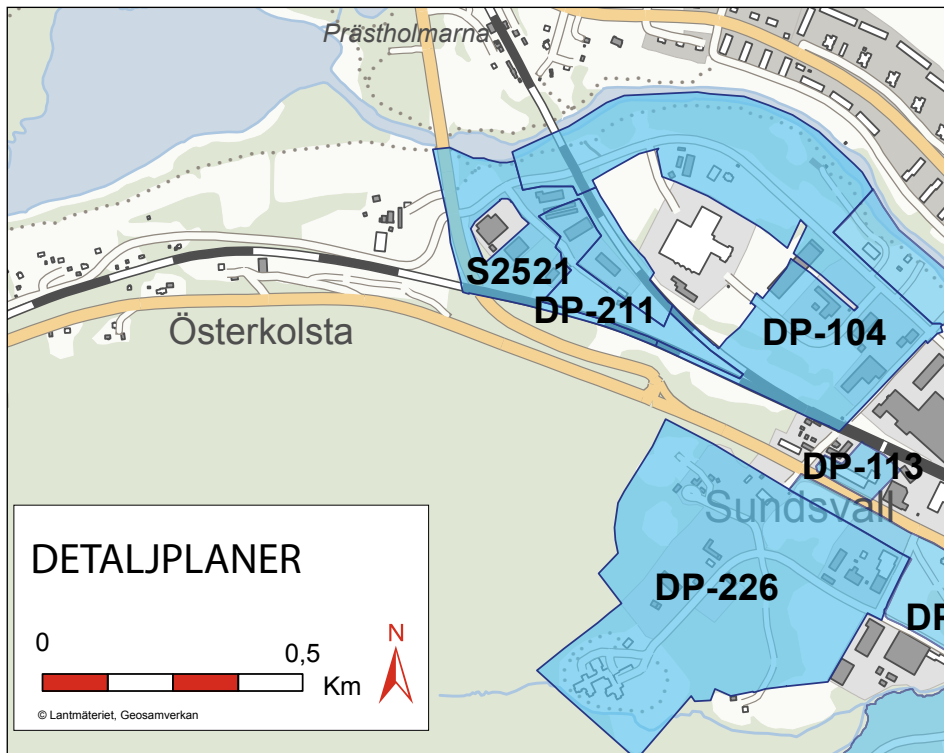 Prästholmarna
S2521
DP-211
Österkolsta
DP-104
DP-113
Sundsvall
DP-226
DP
DETALJPLANER
N
0
0,5
Km
© Lantmäteriet, Geosamverkan